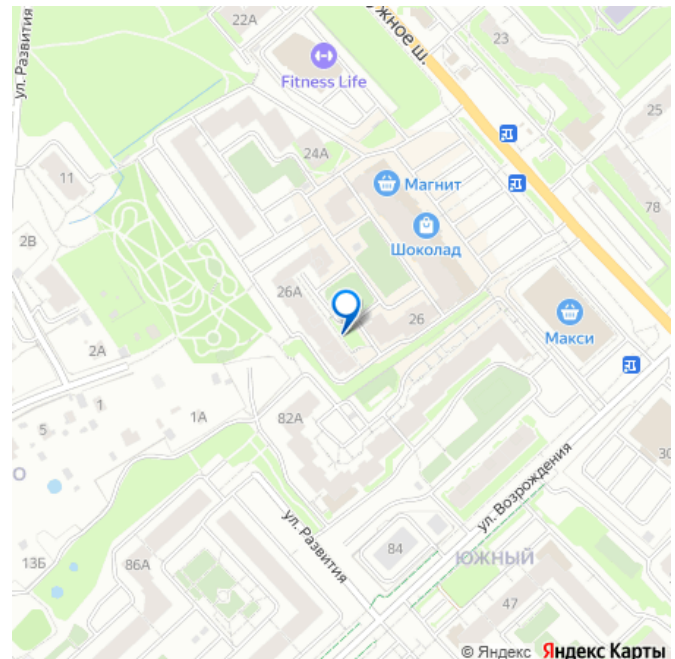 22А
ЖНОЕ Ш.
23
ул. Развития
Fitness Life
25
24А
11
Магнит
78
2В
Шоколад
26А
26
Макси
2А
1
1А
5
82А
О
30
ул. Возрождения
ул. Развития
13Б
86А
84
ЮЖНЫЙ
47
© Яндекс Яндекс Карты